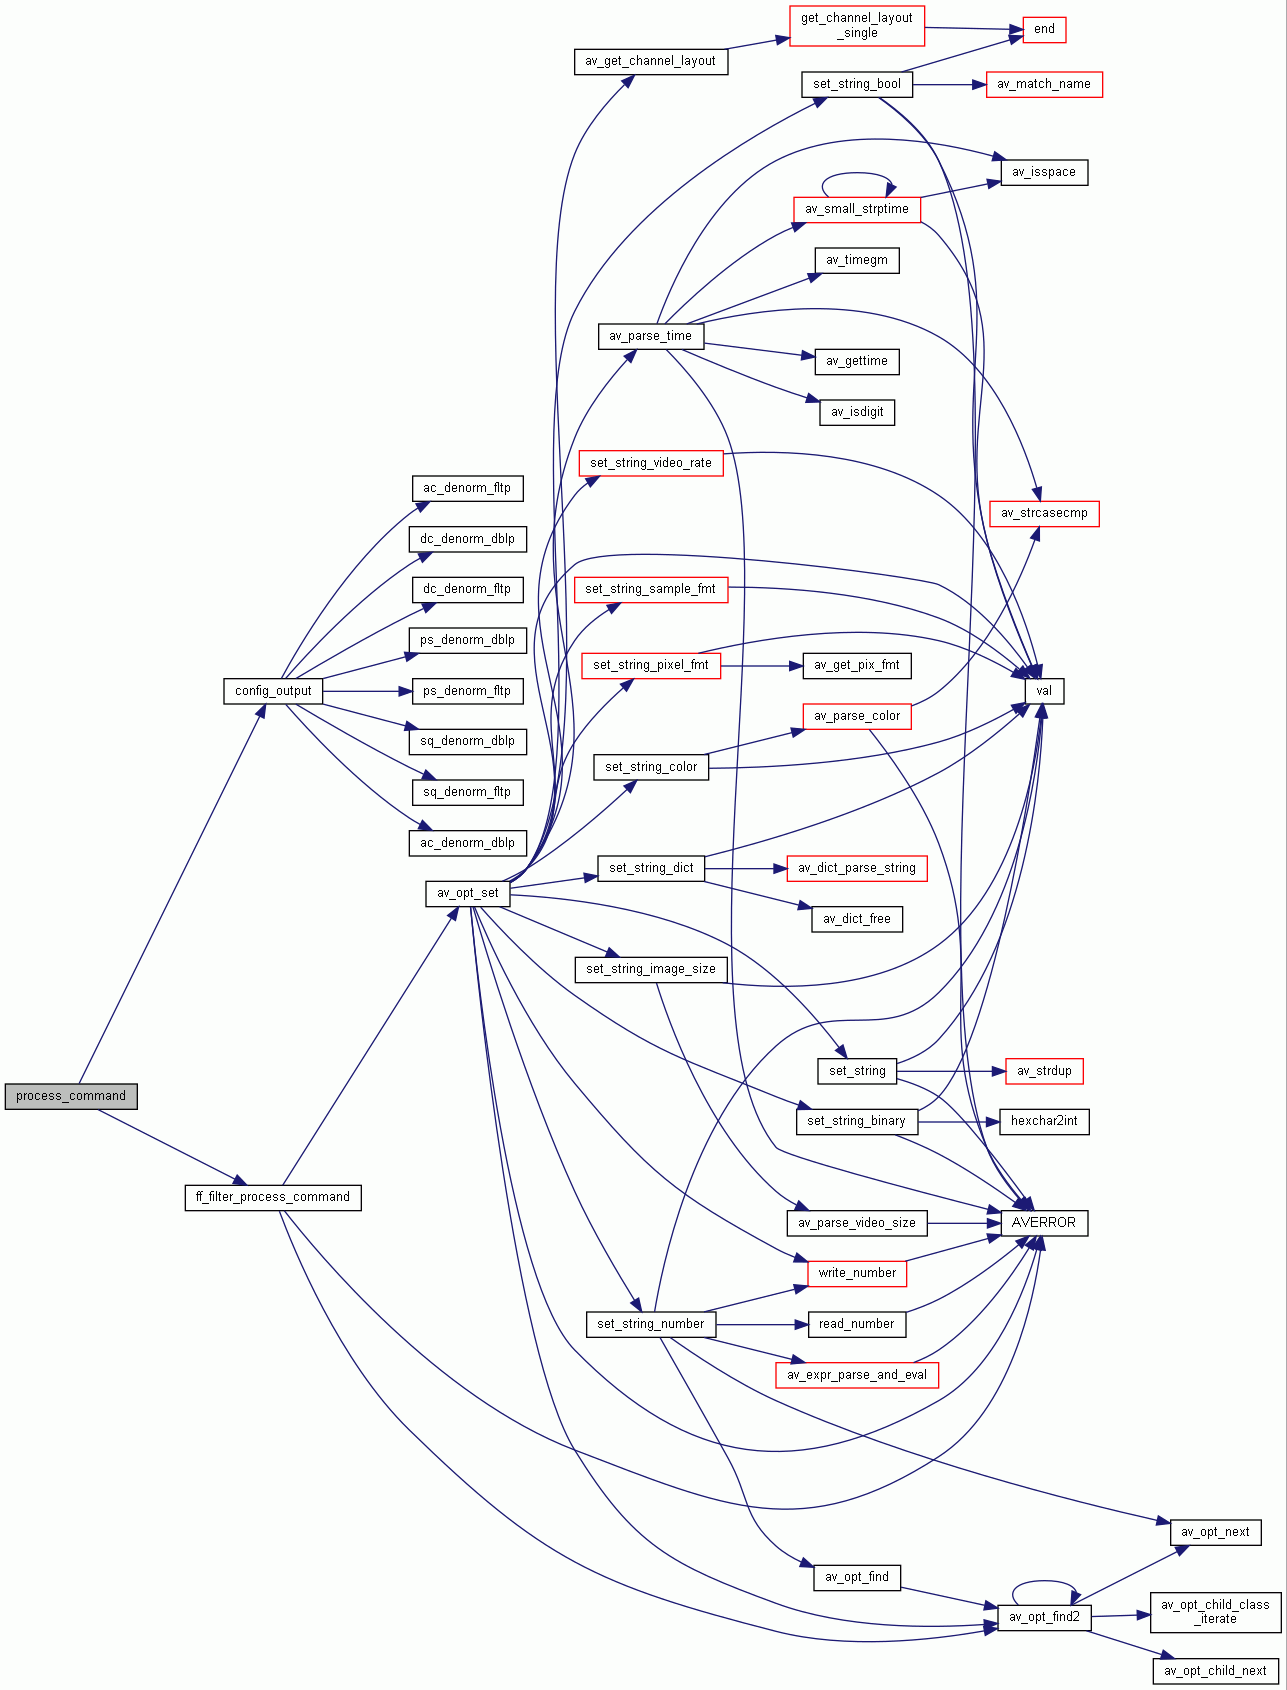 get_channel_layout
_single
end
av_get_channel_layout
set_string_bool
av_match_name
av_isspace
av_small_strptime
av_timegm
av_parse_time
av_gettime
av_isdigit
set_string_video_rate
ac_denorm_fltp
av_strcasecmp
dc_denorm_dblp
dc_denorm_fltp
set_string_sample_fmt
ps_denorm_dblp
set_string_pixel_fmt
av_get_pix_fmt
config_output
ps_denorm_fltp
val
av_parse_color
sq_denorm_dblp
set_string_color
sq_denorm_fltp
ac_denorm_dblp
set_string_dict
av_dict_parse_string
av_opt_set
av_dict_free
set_string_image_size
set_string
av_strdup
process_command
set_string_binary
hexchar2int
ff_filter_process_command
av_parse_video_size
AVERROR
write_number
set_string_number
read_number
av_expr_parse_and_eval
av_opt_next
av_opt_find
av_opt_child_class
_iterate
av_opt_find2
av_opt_child_next